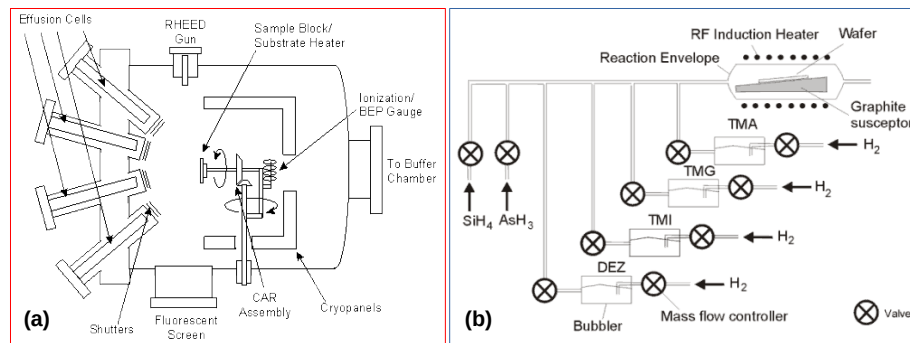 Effusion Cells
RHEED
Gun
Sample Block/
Substrate Heater
Ionization/
BEP Gauge
To Buffer
Chamber
Cryopanels
CAR
Assembly
Fluorescent
Screen
Shutters
(a)
RF Induction Heater
Wafer
Reaction Envelope
Graphite
susceptor
TMA
H2
TMG
H2
SiH4
AsH3
TMI
H2
DEZ
H2
Mass flow controller
Bubbler
Valve
(b)